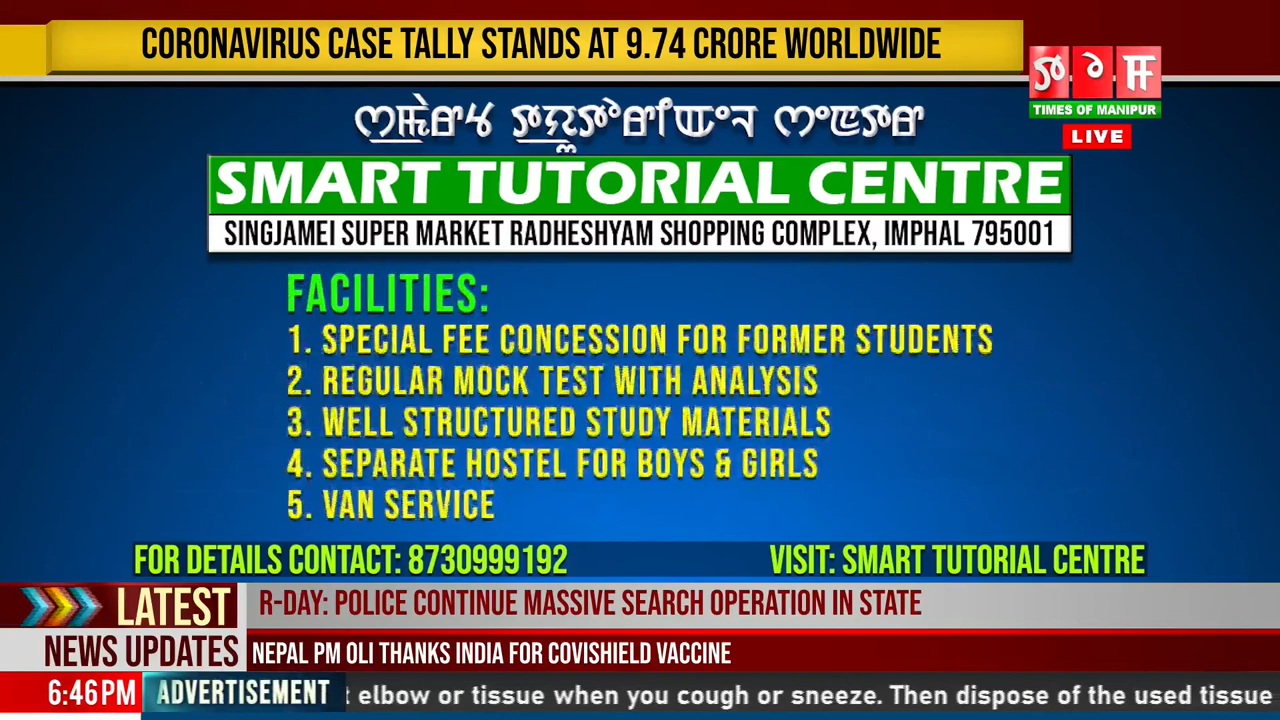 CORONAVIRUS CASE TALLY STANDS AT 9.74 CRORE WORLDWIDE
TIMES OF MANIPUR
LIVE
ꯁ꯭ꯃꯥꯔꯠ ꯇ꯭ꯌꯨꯇꯣꯔꯤꯑꯦꯜ ꯁꯦꯟꯇꯔ
SMART TUTORIAL CENTRE
SINGJAMEI SUPER MARKET RADHESHYAM SHOPPING COMPLEX, IMPHAL 795001
FACILITIES:
1. SPECIAL FEE CONCESSION FOR FORMER STUDENTS
2. REGULAR MOCK TEST WITH ANALYSIS
3. WELL STRUCTURED STUDY MATERIALS
4. SEPARATE HOSTEL FOR BOYS & GIRLS
5. VAN SERVICE
FOR DETAILS CONTACT: 8730999192 VISIT: SMART TUTORIAL CENTRE
LATEST NEWS UPDATES
R-DAY: POLICE CONTINUE MASSIVE SEARCH OPERATION IN STATE
NEPAL PM OLI THANKS INDIA FOR COVISHIELD VACCINE
6:46PM ADVERTISEMENT elbow or tissue when you cough or sneeze. Then dispose of the used tissue